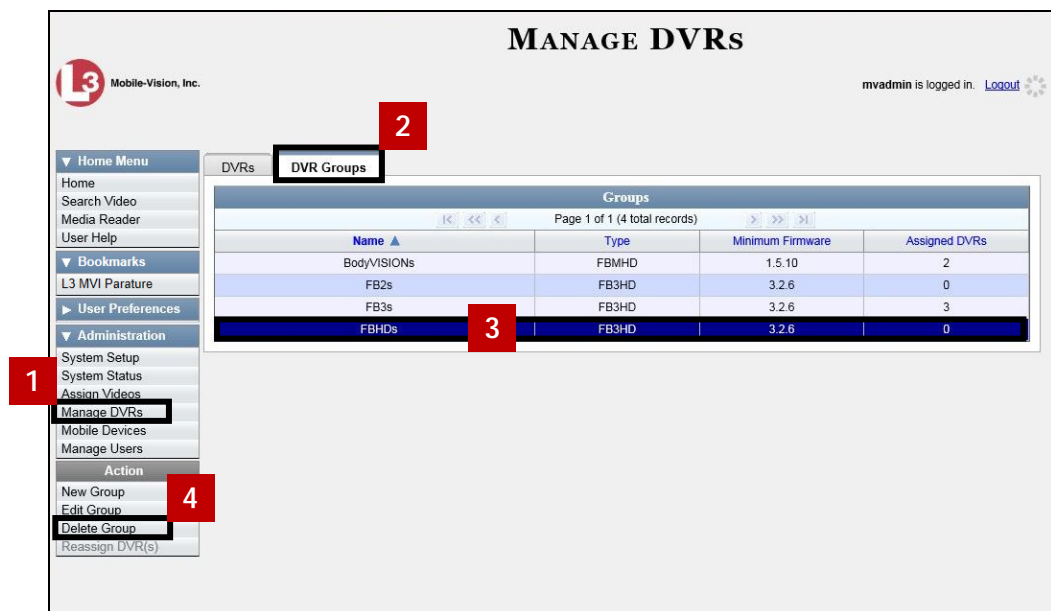 MANAGE DVRS
L3 Mobile-Vision, Inc.
mvadmin is logged in. Logout
2
▼ Home Menu
Home
Search Video
Media Reader
User Help
▼ Bookmarks
L3 MVI Parature
▶ User Preferences
▼ Administration
System Setup
System Status
1
Assign Videos
Manage DVRs
Mobile Devices
Manage Users
Action
New Group
4
Edit Group
Delete Group
Reassign DVR(s)
DVRs DVR Groups
Groups
|< << < Page 1 of 1 (4 total records) > >> >|
Name ▲ Type Minimum Firmware Assigned DVRs
BodyVISIONs FBMHD 1.5.10 2
FB2s FB3HD 3.2.6 0
FB3s FB3HD 3.2.6 3
FBHDs 3 FB3HD 3.2.6 0